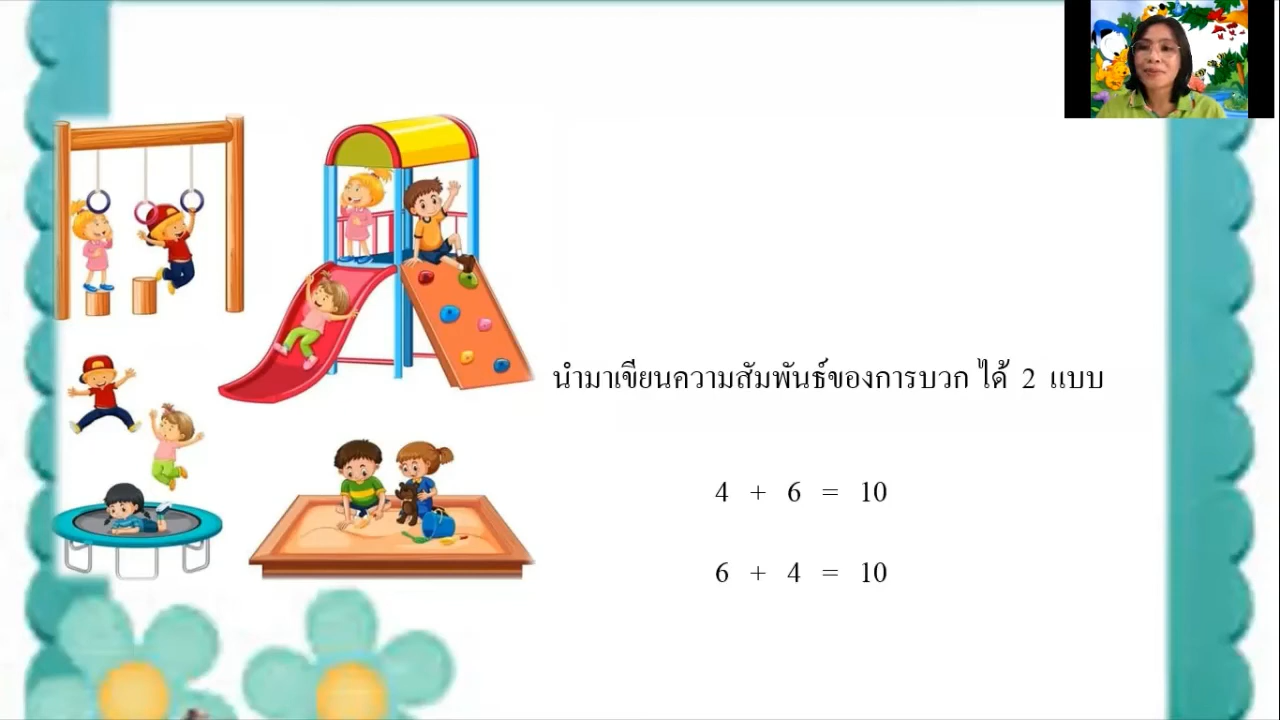 นำมาเขียนความสัมพันธ์ของการบวก ได้ 2 แบบ
4 + 6 = 10
6 + 4 = 10